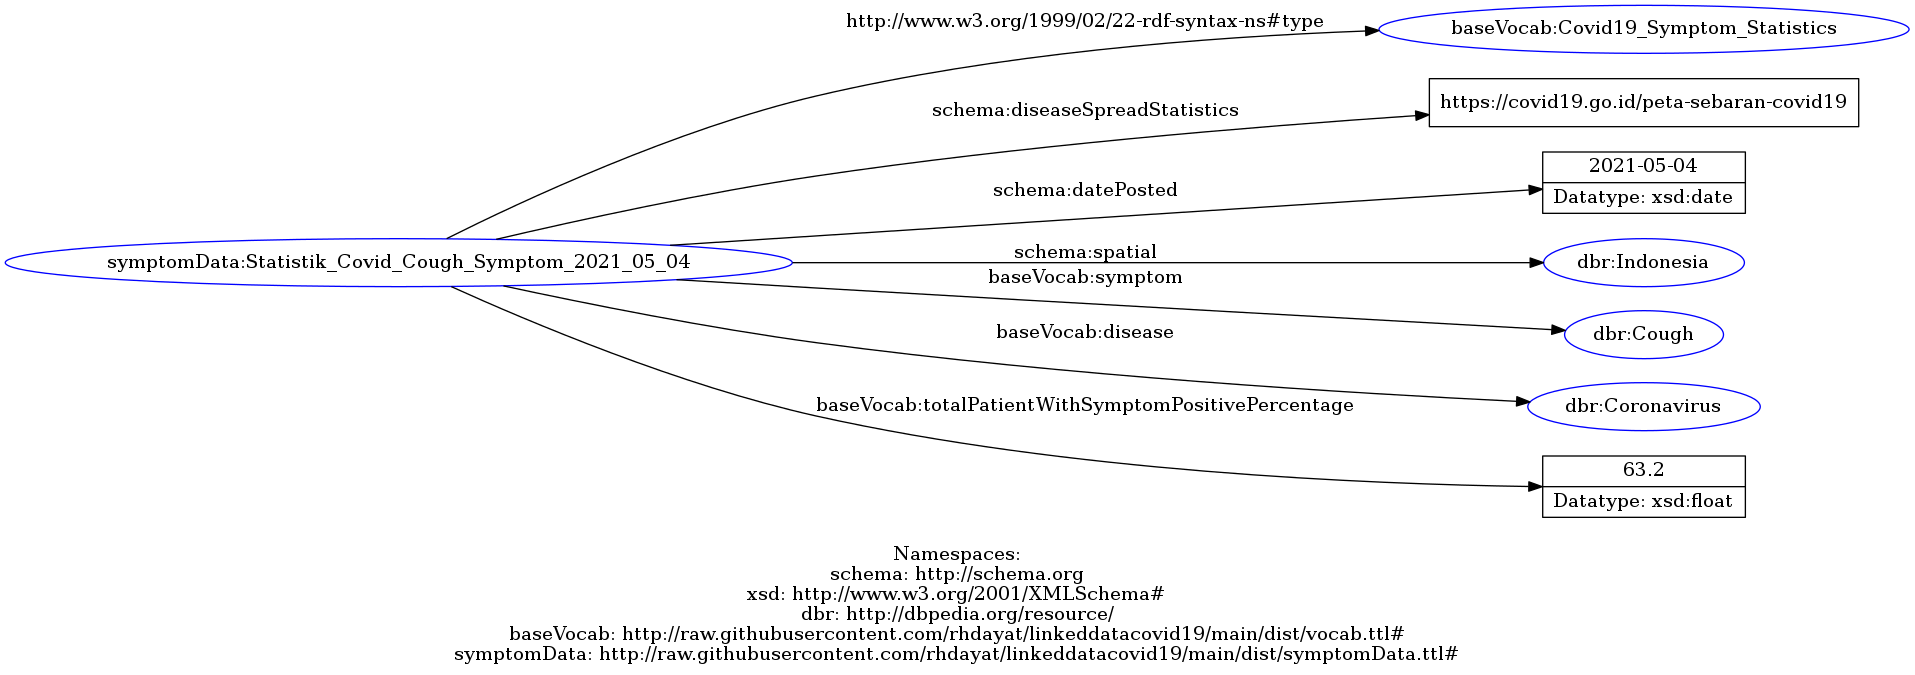 http://www.w3.org/1999/02/22-rdf-syntax-ns#type
baseVocab:Covid19_Symptom_Statistics
schema:diseaseSpreadStatistics
https://covid19.go.id/peta-sebaran-covid19
schema:datePosted
2021-05-04
Datatype: xsd:date
symptomData:Statistik_Covid_Cough_Symptom_2021_05_04
schema:spatial
dbr:Indonesia
baseVocab:symptom
dbr:Cough
baseVocab:disease
dbr:Coronavirus
baseVocab:totalPatientWithSymptomPositivePercentage
63.2
Datatype: xsd:float
Namespaces:
schema: http://schema.org
xsd: http://www.w3.org/2001/XMLSchema#
dbr: http://dbpedia.org/resource/
baseVocab: http://raw.githubusercontent.com/rhdayat/linkeddatacovid19/main/dist/vocab.ttl#
symptomData: http://raw.githubusercontent.com/rhdayat/linkeddatacovid19/main/dist/symptomData.ttl#